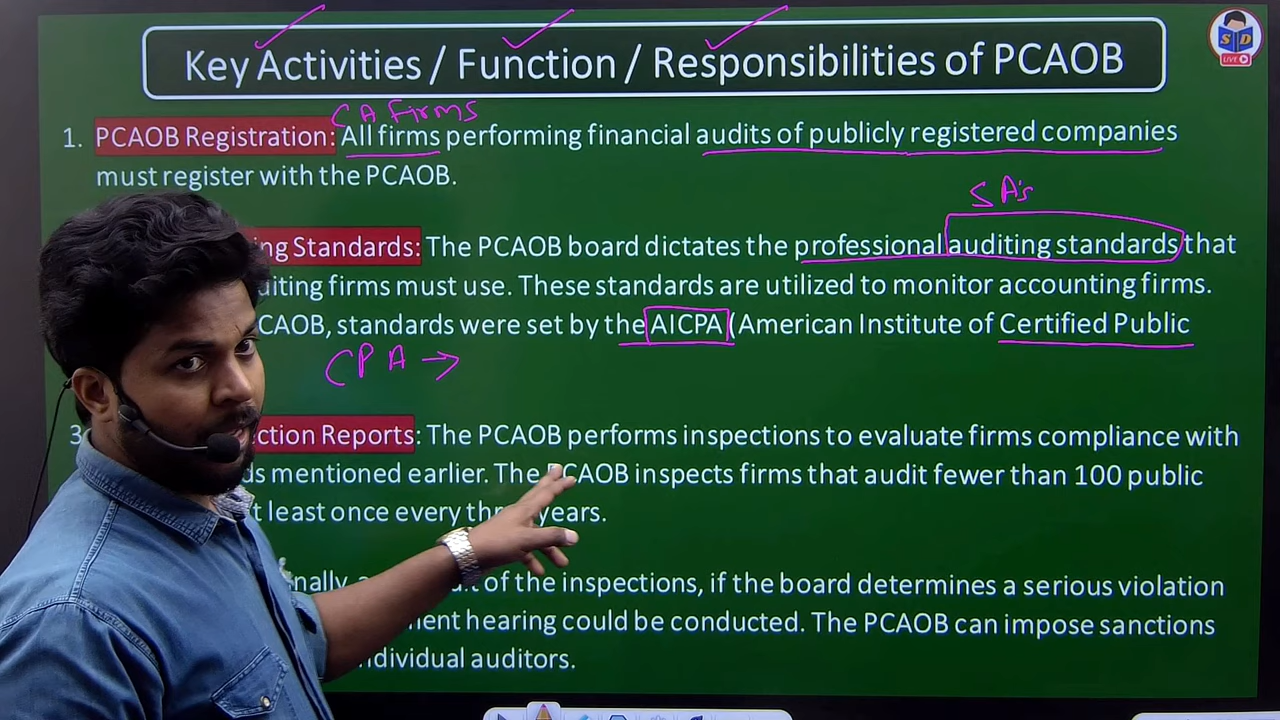 Key Activities / Function / Responsibilities of PCAOB
S D
LIVE
CA Firms
1. PCAOB Registration: All firms performing financial audits of publicly registered companies
must register with the PCAOB.
SA's
ing Standards: The PCAOB board dictates the professional auditing standards that
diting firms must use. These standards are utilized to monitor accounting firms.
CAOB, standards were set by the AICPA (American Institute of Certified Public
CPA →
3 ction Reports: The PCAOB performs inspections to evaluate firms compliance with
ds mentioned earlier. The PCAOB inspects firms that audit fewer than 100 public
t least once every years.
nally of the inspections, if the board determines a serious violation
ment hearing could be conducted. The PCAOB can impose sanctions
ndividual auditors.